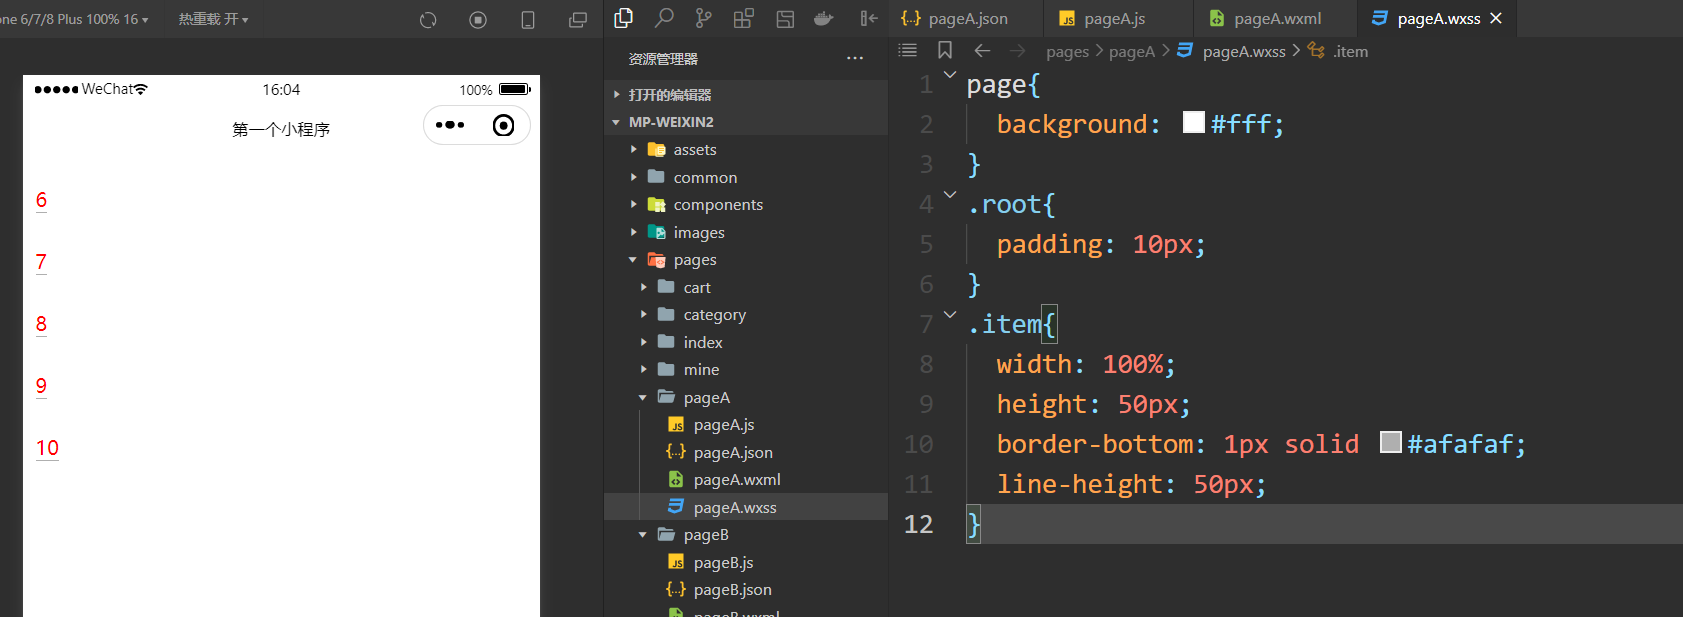 one 6/7/8 Plus 100% 16
热重载 开
WeChat
16:04
100%
第一个小程序
6
7
8
9
10
资源管理器
打开的编辑器
MP-WEIXIN2
assets
common
components
images
pages
cart
category
index
mine
pageA
pageA.js
pageA.json
pageA.wxml
pageA.wxss
pageB
pageB.js
pageB.json
pageB.wxml
pageA.json
pageA.js
pageA.wxml
pageA.wxss
pages > pageA > pageA.wxss > .item
1 page{
2 background: #fff;
3 }
4 .root{
5 padding: 10px;
6 }
7 .item{
8 width: 100%;
9 height: 50px;
10 border-bottom: 1px solid #afafaf;
11 line-height: 50px;
12 }